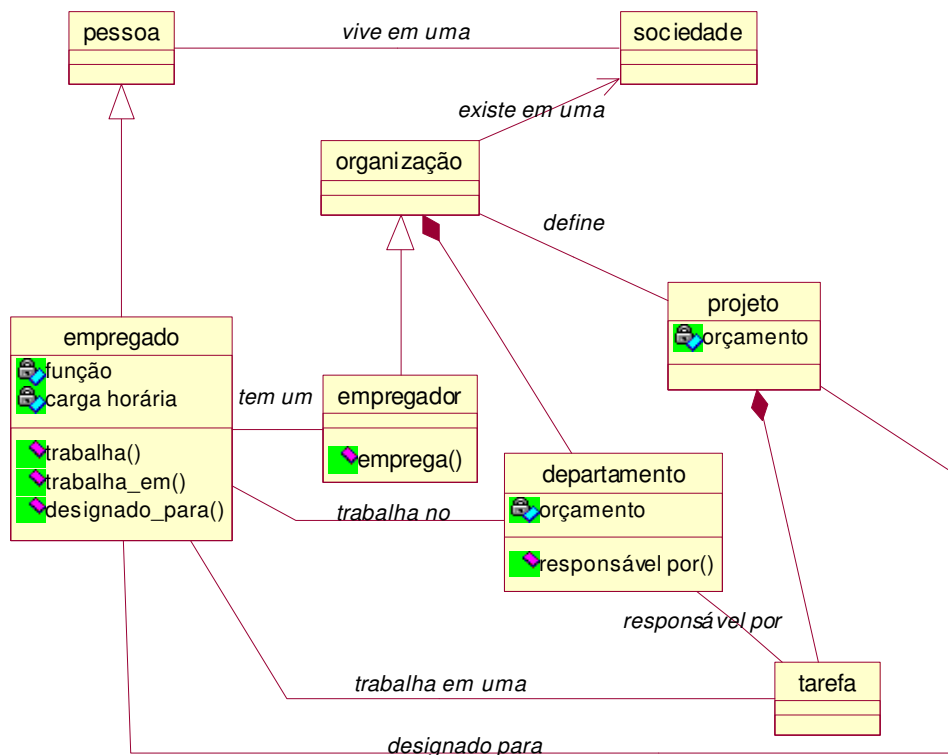 pessoa
vive em uma
sociedade
existe em uma
organização
define
projeto
orçamento
empregado
função
carga horária
trabalha()
trabalha_em()
designado_para()
tem um
empregador
emprega()
departamento
orçamento
responsável por()
trabalha no
responsável por
tarefa
trabalha em uma
designado para